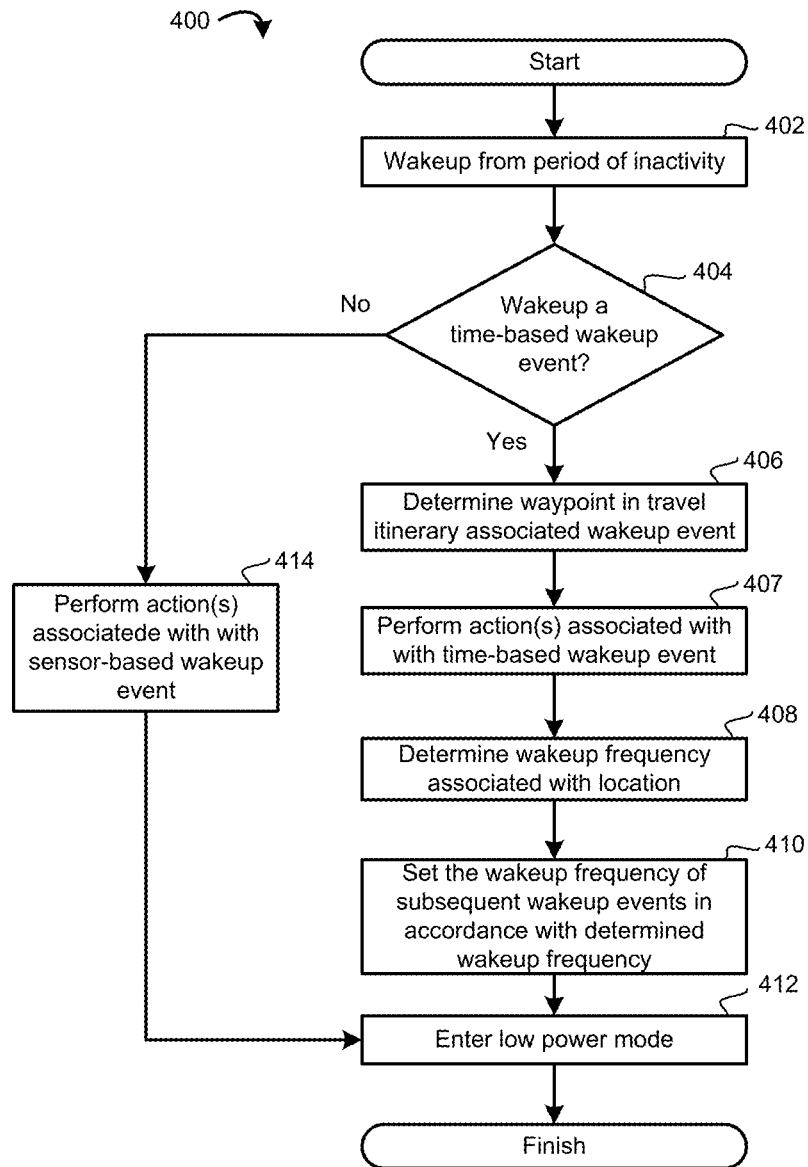 400
Start
402
Wakeup from period of inactivity
404
Wakeup a
time-based wakeup
event?
No
Yes
406
Determine waypoint in travel
itinerary associated wakeup event
414
Perform action(s)
associatede with with
sensor-based wakeup
event
407
Perform action(s) associated with
with time-based wakeup event
408
Determine wakeup frequency
associated with location
410
Set the wakeup frequency of
subsequent wakeup events in
accordance with determined
wakeup frequency
412
Enter low power mode
Finish